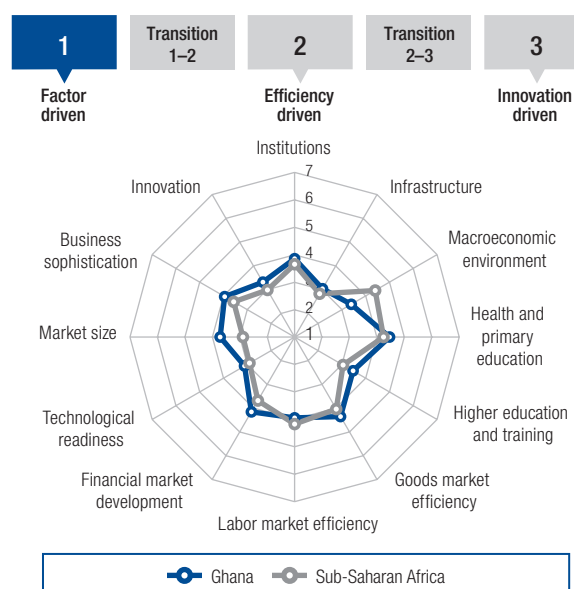 1
Transition
1–2
2
Transition
2–3
3
Factor
driven
Efficiency
driven
Innovation
driven
Institutions
7
6
5
4
3
2
1
Infrastructure
Macroeconomic
environment
Health and
primary
education
Higher education
and training
Goods market
efficiency
Labor market efficiency
Financial market
development
Technological
readiness
Market size
Business
sophistication
Innovation
Ghana
Sub-Saharan Africa